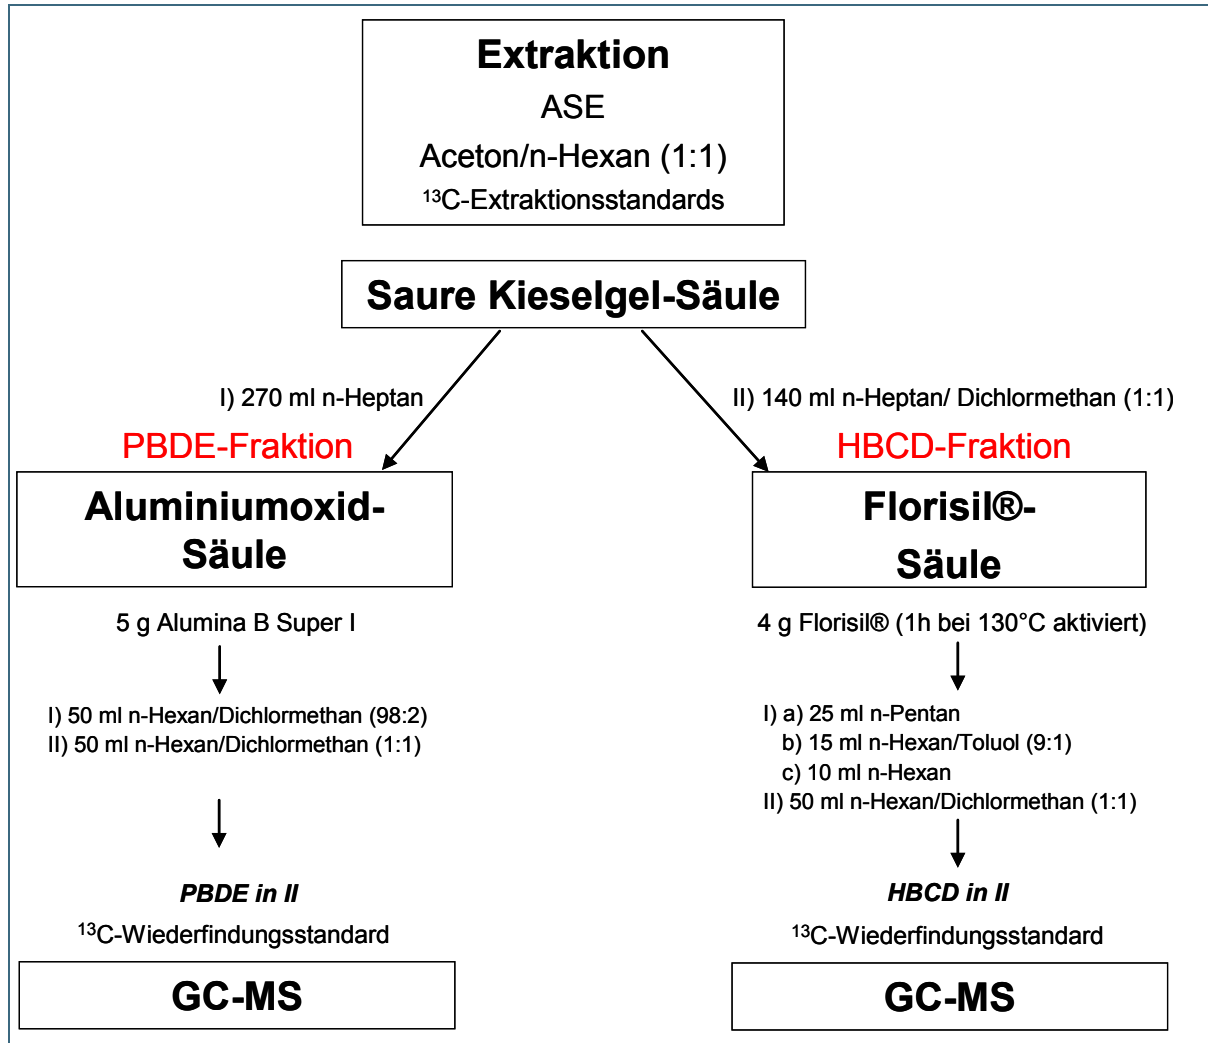 Extraktion
ASE
Aceton/n-Hexan (1:1)
¹³C-Extraktionsstandards
Saure Kieselgel-Säule
I) 270 ml n-Heptan
PBDE-Fraktion
Aluminiumoxid-
Säule
5 g Alumina B Super I
I) 50 ml n-Hexan/Dichlormethan (98:2)
II) 50 ml n-Hexan/Dichlormethan (1:1)
PBDE in II
¹³C-Wiederfindungsstandard
GC-MS
II) 140 ml n-Heptan/ Dichlormethan (1:1)
HBCD-Fraktion
Florisil®-
Säule
4 g Florisil® (1h bei 130°C aktiviert)
I) a) 25 ml n-Pentan
b) 15 ml n-Hexan/Toluol (9:1)
c) 10 ml n-Hexan
II) 50 ml n-Hexan/Dichlormethan (1:1)
HBCD in II
¹³C-Wiederfindungsstandard
GC-MS